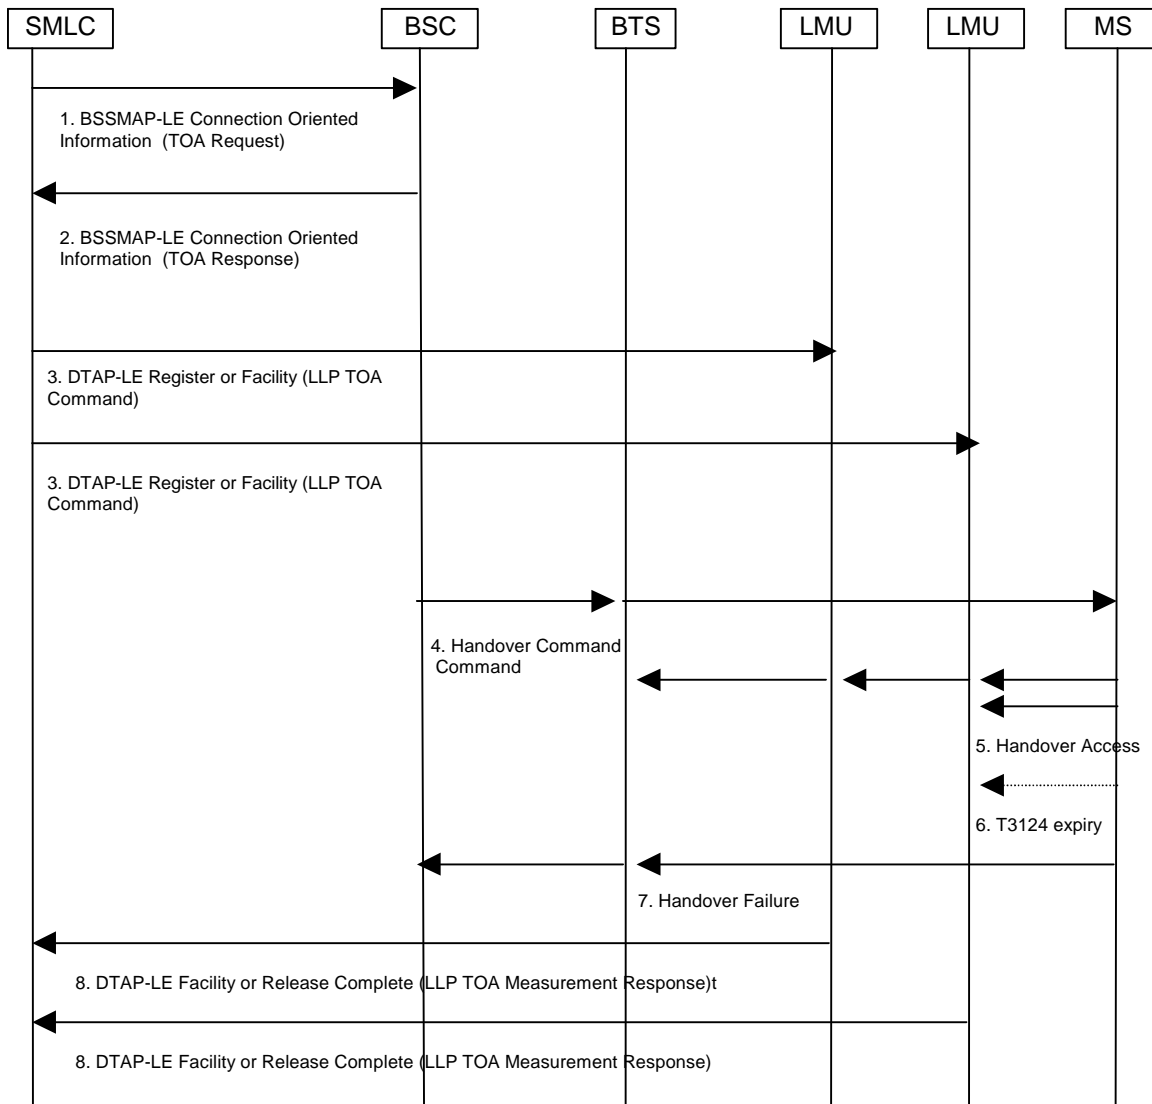 SMLC BSC BTS LMU LMU MS
1. BSSMAP-LE Connection Oriented
Information (TOA Request)
2. BSSMAP-LE Connection Oriented
Information (TOA Response)
3. DTAP-LE Register or Facility (LLP TOA
Command)
3. DTAP-LE Register or Facility (LLP TOA
Command)
4. Handover Command
Command
5. Handover Access
6. T3124 expiry
7. Handover Failure
8. DTAP-LE Facility or Release Complete (LLP TOA Measurement Response)t
8. DTAP-LE Facility or Release Complete (LLP TOA Measurement Response)